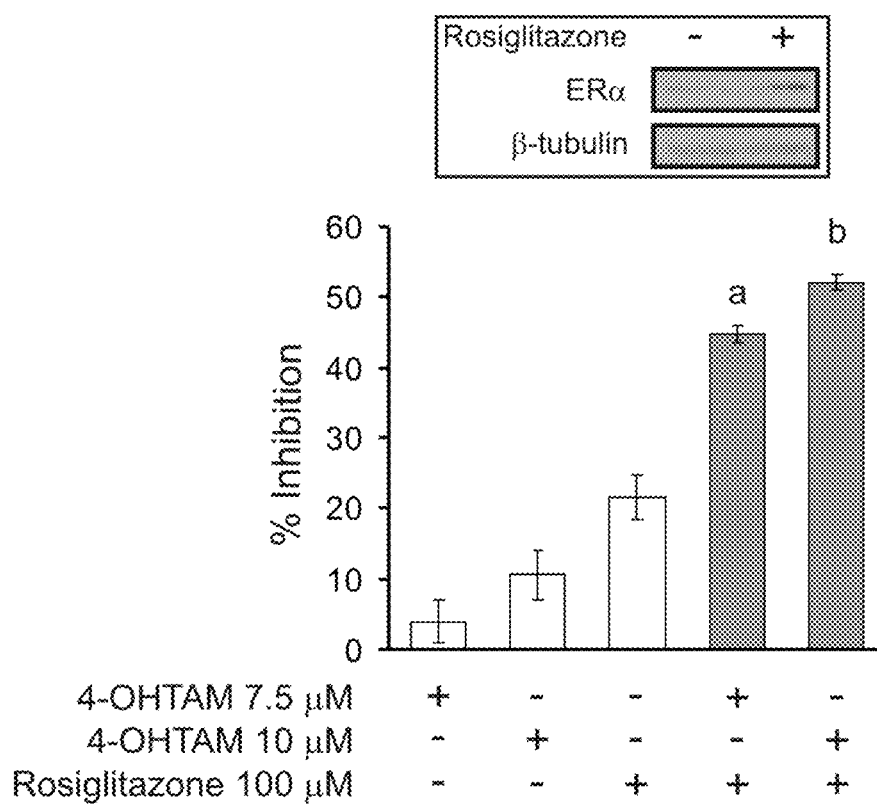 Rosiglitazone - +
ERα
β-tubulin
60
50
40
30
20
10
0
% Inhibition
a
b
4-OHTAM 7.5 μM + - - + -
4-OHTAM 10 μM - + - - +
Rosiglitazone 100 μM - - + + +